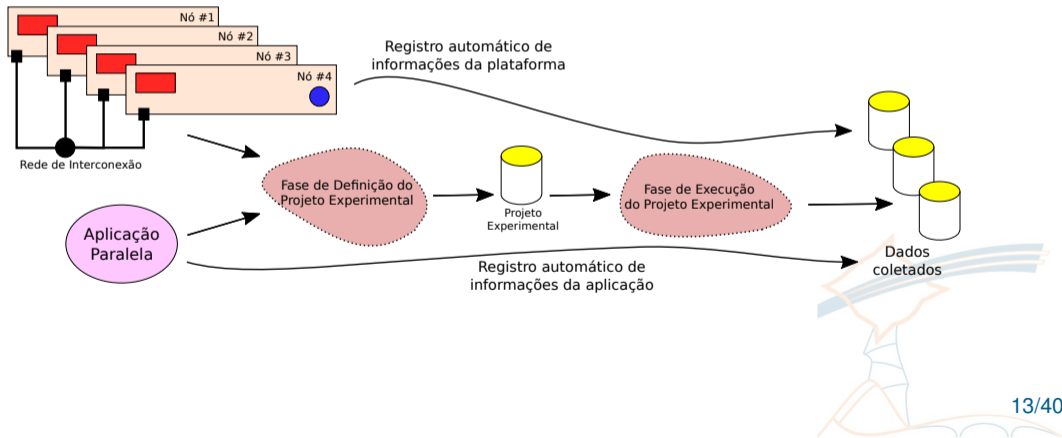 Nó #1
Nó #2
Nó #3
Nó #4
Rede de Interconexão
Registro automático de
informações da plataforma
Aplicação
Paralela
Fase de Definição do
Projeto Experimental
Projeto
Experimental
Fase de Execução
do Projeto Experimental
Registro automático de
informações da aplicação
Dados
coletados
13/40